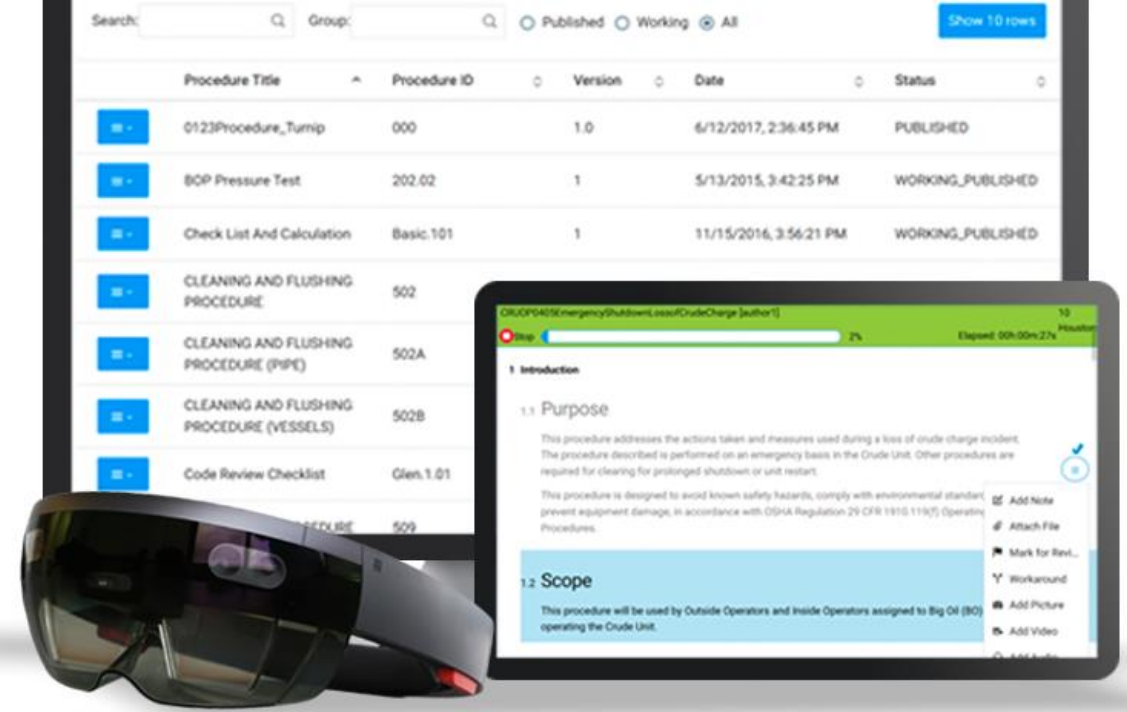 Search:
Group:
Published
Working
All
Show 10 rows
Procedure Title
Procedure ID
Version
Date
Status
0123Procedure_Turnip
000
1.0
6/12/2017, 2:36:45 PM
PUBLISHED
BOP Pressure Test
202.02
1
5/13/2015, 3:42:25 PM
WORKING_PUBLISHED
Check List And Calculation
Basic.101
1
11/15/2016, 3:56:21 PM
WORKING_PUBLISHED
CLEANING AND FLUSHING
PROCEDURE
502
CLEANING AND FLUSHING
PROCEDURE (PIPE)
502A
CLEANING AND FLUSHING
PROCEDURE (VESSELS)
502B
Code Review Checklist
Glen.1.01
509
CRUOP0405EmergencyShutdownLossofCrudeCharge [author1]
10
Houston
Stop
2%
Elapsed: 00h:00m:27s
1 Introduction
1.1 Purpose
This procedure addresses the actions taken and measures used during a loss of crude charge incident.
The procedure described is performed on an emergency basis in the Crude Unit. Other procedures are
required for clearing for prolonged shutdown or unit restart.
This procedure is designed to avoid known safety hazards, comply with environmental standard
prevent equipment damage, in accordance with OSHA Regulation 29 CFR 1910.119(f) Operating
Procedures.
1.2 Scope
This procedure will be used by Outside Operators and Inside Operators assigned to Big Oil (BO)
operating the Crude Unit.
Add Note
Attach File
Mark for Revi...
Workaround
Add Picture
Add Video